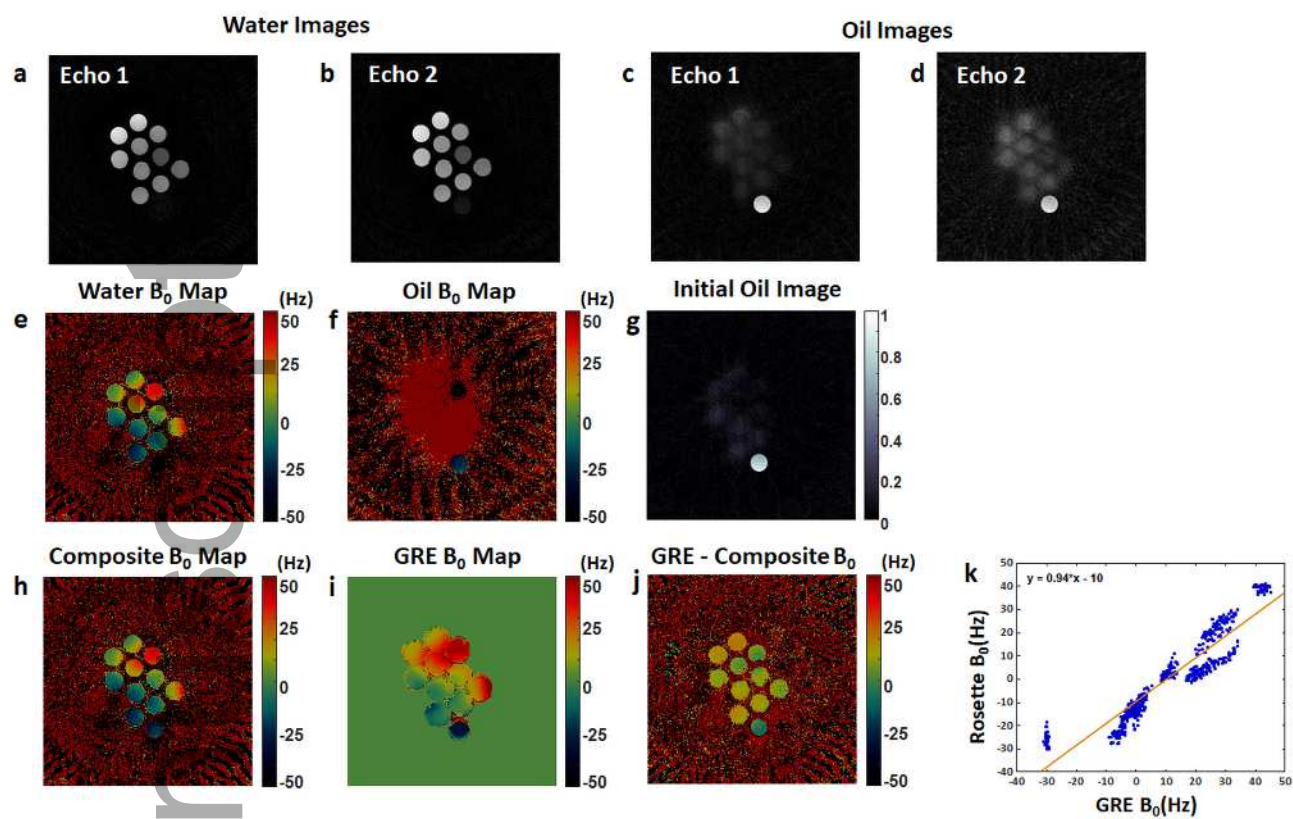 Water Images
Oil Images
a
Echo 1
b
Echo 2
c
Echo 1
d
Echo 2
Water B0 Map
(Hz)
Oil B0 Map
(Hz)
Initial Oil Image
e
50
25
0
-25
-50
f
50
25
0
-25
-50
g
1
0.8
0.6
0.4
0.2
0
Composite B0 Map
(Hz)
GRE B0 Map
(Hz)
GRE - Composite B0
(Hz)
h
50
25
0
-25
-50
i
50
25
0
-25
-50
j
50
25
0
-25
-50
k
y = 0.94*x - 10
Rosette B0(Hz)
50
40
30
20
10
0
-10
-20
-30
-40
-40 -30 -20 -10 0 10 20 30 40 50
GRE B0(Hz)